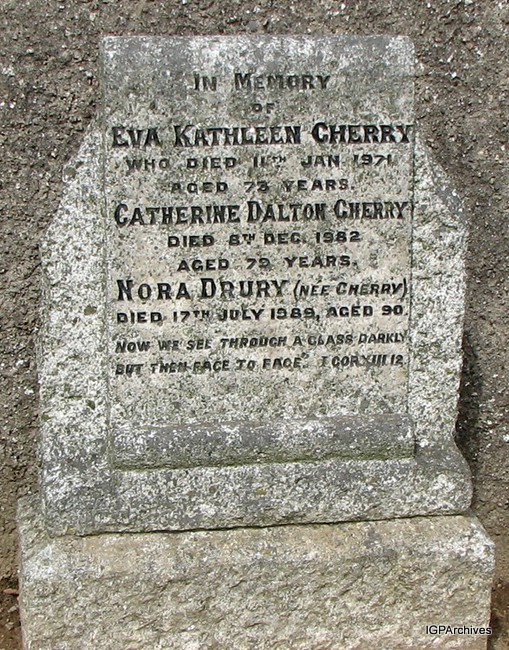 IN MEMORY
OF
EVA KATHLEEN CHERRY
WHO DIED 11TH JAN 1971
AGED 73 YEARS.
CATHERINE DALTON CHERRY
DIED 8TH DEC. 1982
AGED 79 YEARS.
NORA DRURY (NEE CHERRY)
DIED 17TH JULY 1989, AGED 90.
NOW WE SEE THROUGH A GLASS DARKLY
BUT THEN FACE TO FACE." I COR XIII 12.
IGPArchives